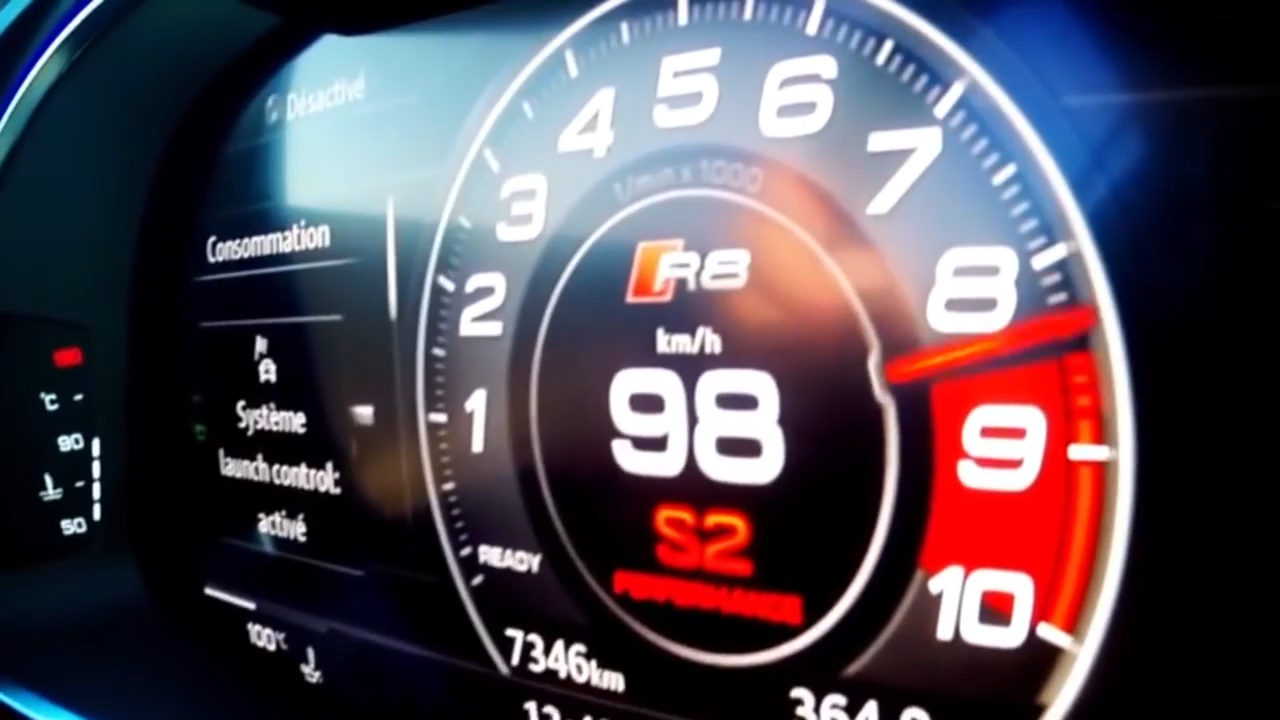 Désactivé
Consommation
Système
launch control:
activé
100°C
°C
90
50
1
2
3
4
5
6
7
8
9
10
1/min x 1000
R8
km/h
98
S2
PERFORMANCE
READY
7346km